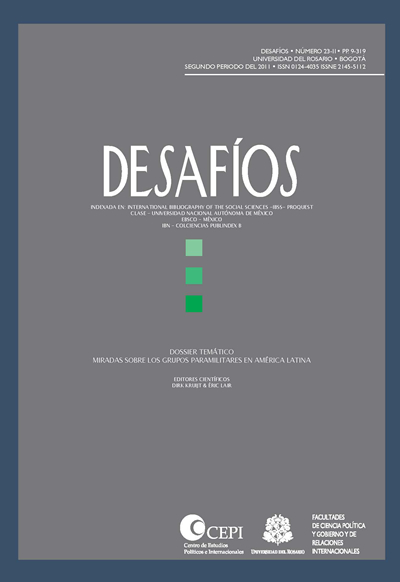 DESAFÍOS • NÚMERO 23-II • PP. 9-319
UNIVERSIDAD DEL ROSARIO • BOGOTÁ
SEGUNDO PERIODO DEL 2011 • ISSN 0124-4035 ISSNE 2145-5112
DESAFÍOS
INDEXADA EN: INTERNATIONAL BIBLIOGRAPHY OF THE SOCIAL SCIENCES –IBSS– PROQUEST
CLASE – UNIVERSIDAD NACIONAL AUTÓNOMA DE MÉXICO
EBSCO – MÉXICO
IBN – COLCIENCIAS PUBLINDEX B
DOSSIER TEMÁTICO
MIRADAS SOBRE LOS GRUPOS PARAMILITARES EN AMÉRICA LATINA
EDITORES CIENTÍFICOS
DIRK KRUIJT & ÉRIC LAIR
CEPI
Centro de Estudios
Políticos e Internacionales
UNIVERSIDAD DEL ROSARIO
FACULTADES
DE CIENCIA POLÍTICA
Y GOBIERNO Y DE
RELACIONES
INTERNACIONALES